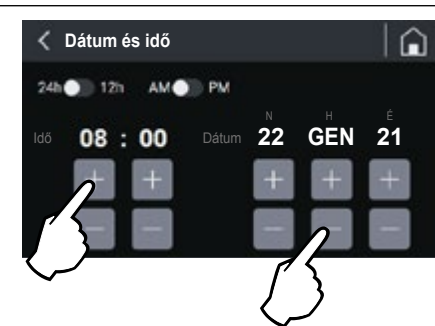 Dátum és idő
24h 12h AM PM
N H É
Idő 08 : 00 Dátum 22 GEN 21
+ + + + +
- - - - -